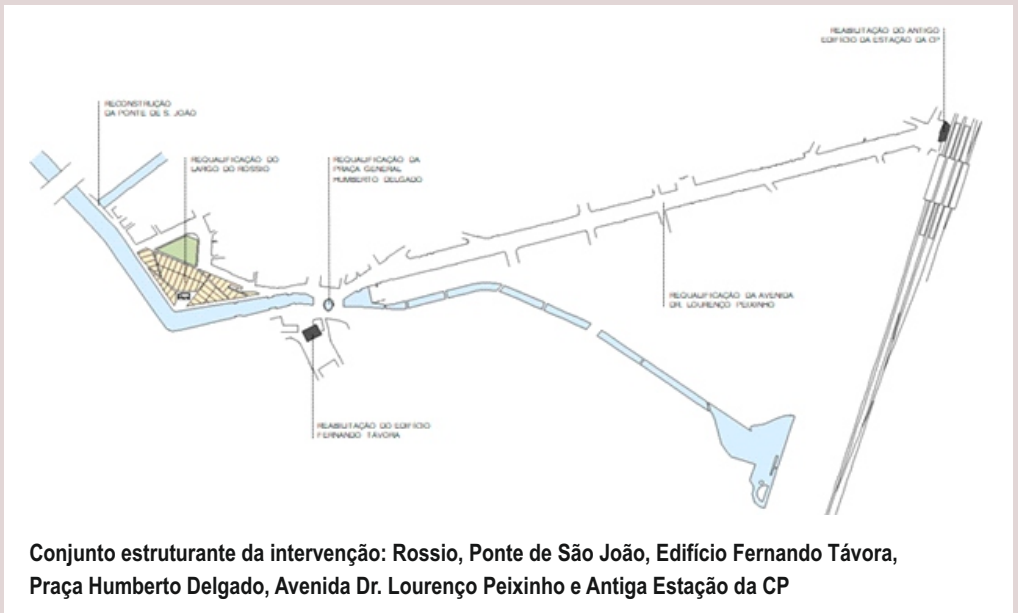 REABILITAÇÃO DO ANTIGO
EDIFÍCIO DA ESTAÇÃO DA CP
RECONSTRUÇÃO
DA PONTE DE S. JOÃO
REQUALIFICAÇÃO DO
LARGO DO ROSSIO
REQUALIFICAÇÃO DA
PRAÇA GENERAL
HUMBERTO DELGADO
REQUALIFICAÇÃO DA AVENIDA
DR. LOURENÇO PEIXINHO
REABILITAÇÃO DO EDIFÍCIO
FERNANDO TÁVORA
Conjunto estruturante da intervenção: Rossio, Ponte de São João, Edifício Fernando Távora,
Praça Humberto Delgado, Avenida Dr. Lourenço Peixinho e Antiga Estação da CP